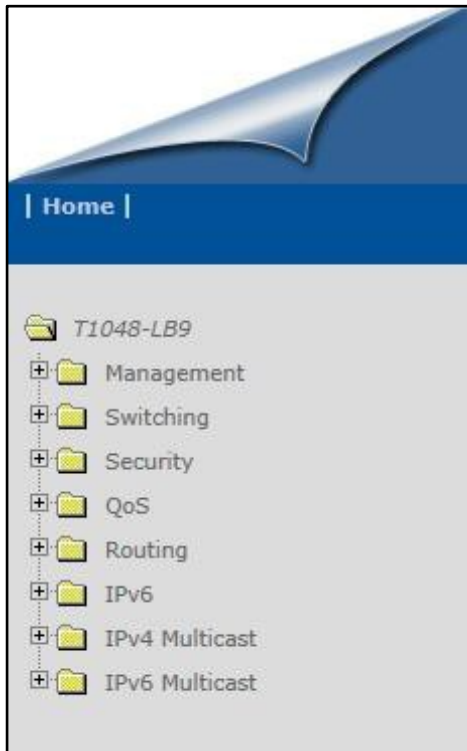 | Home |
T1048-LB9
Management
Switching
Security
QoS
Routing
IPv6
IPv4 Multicast
IPv6 Multicast